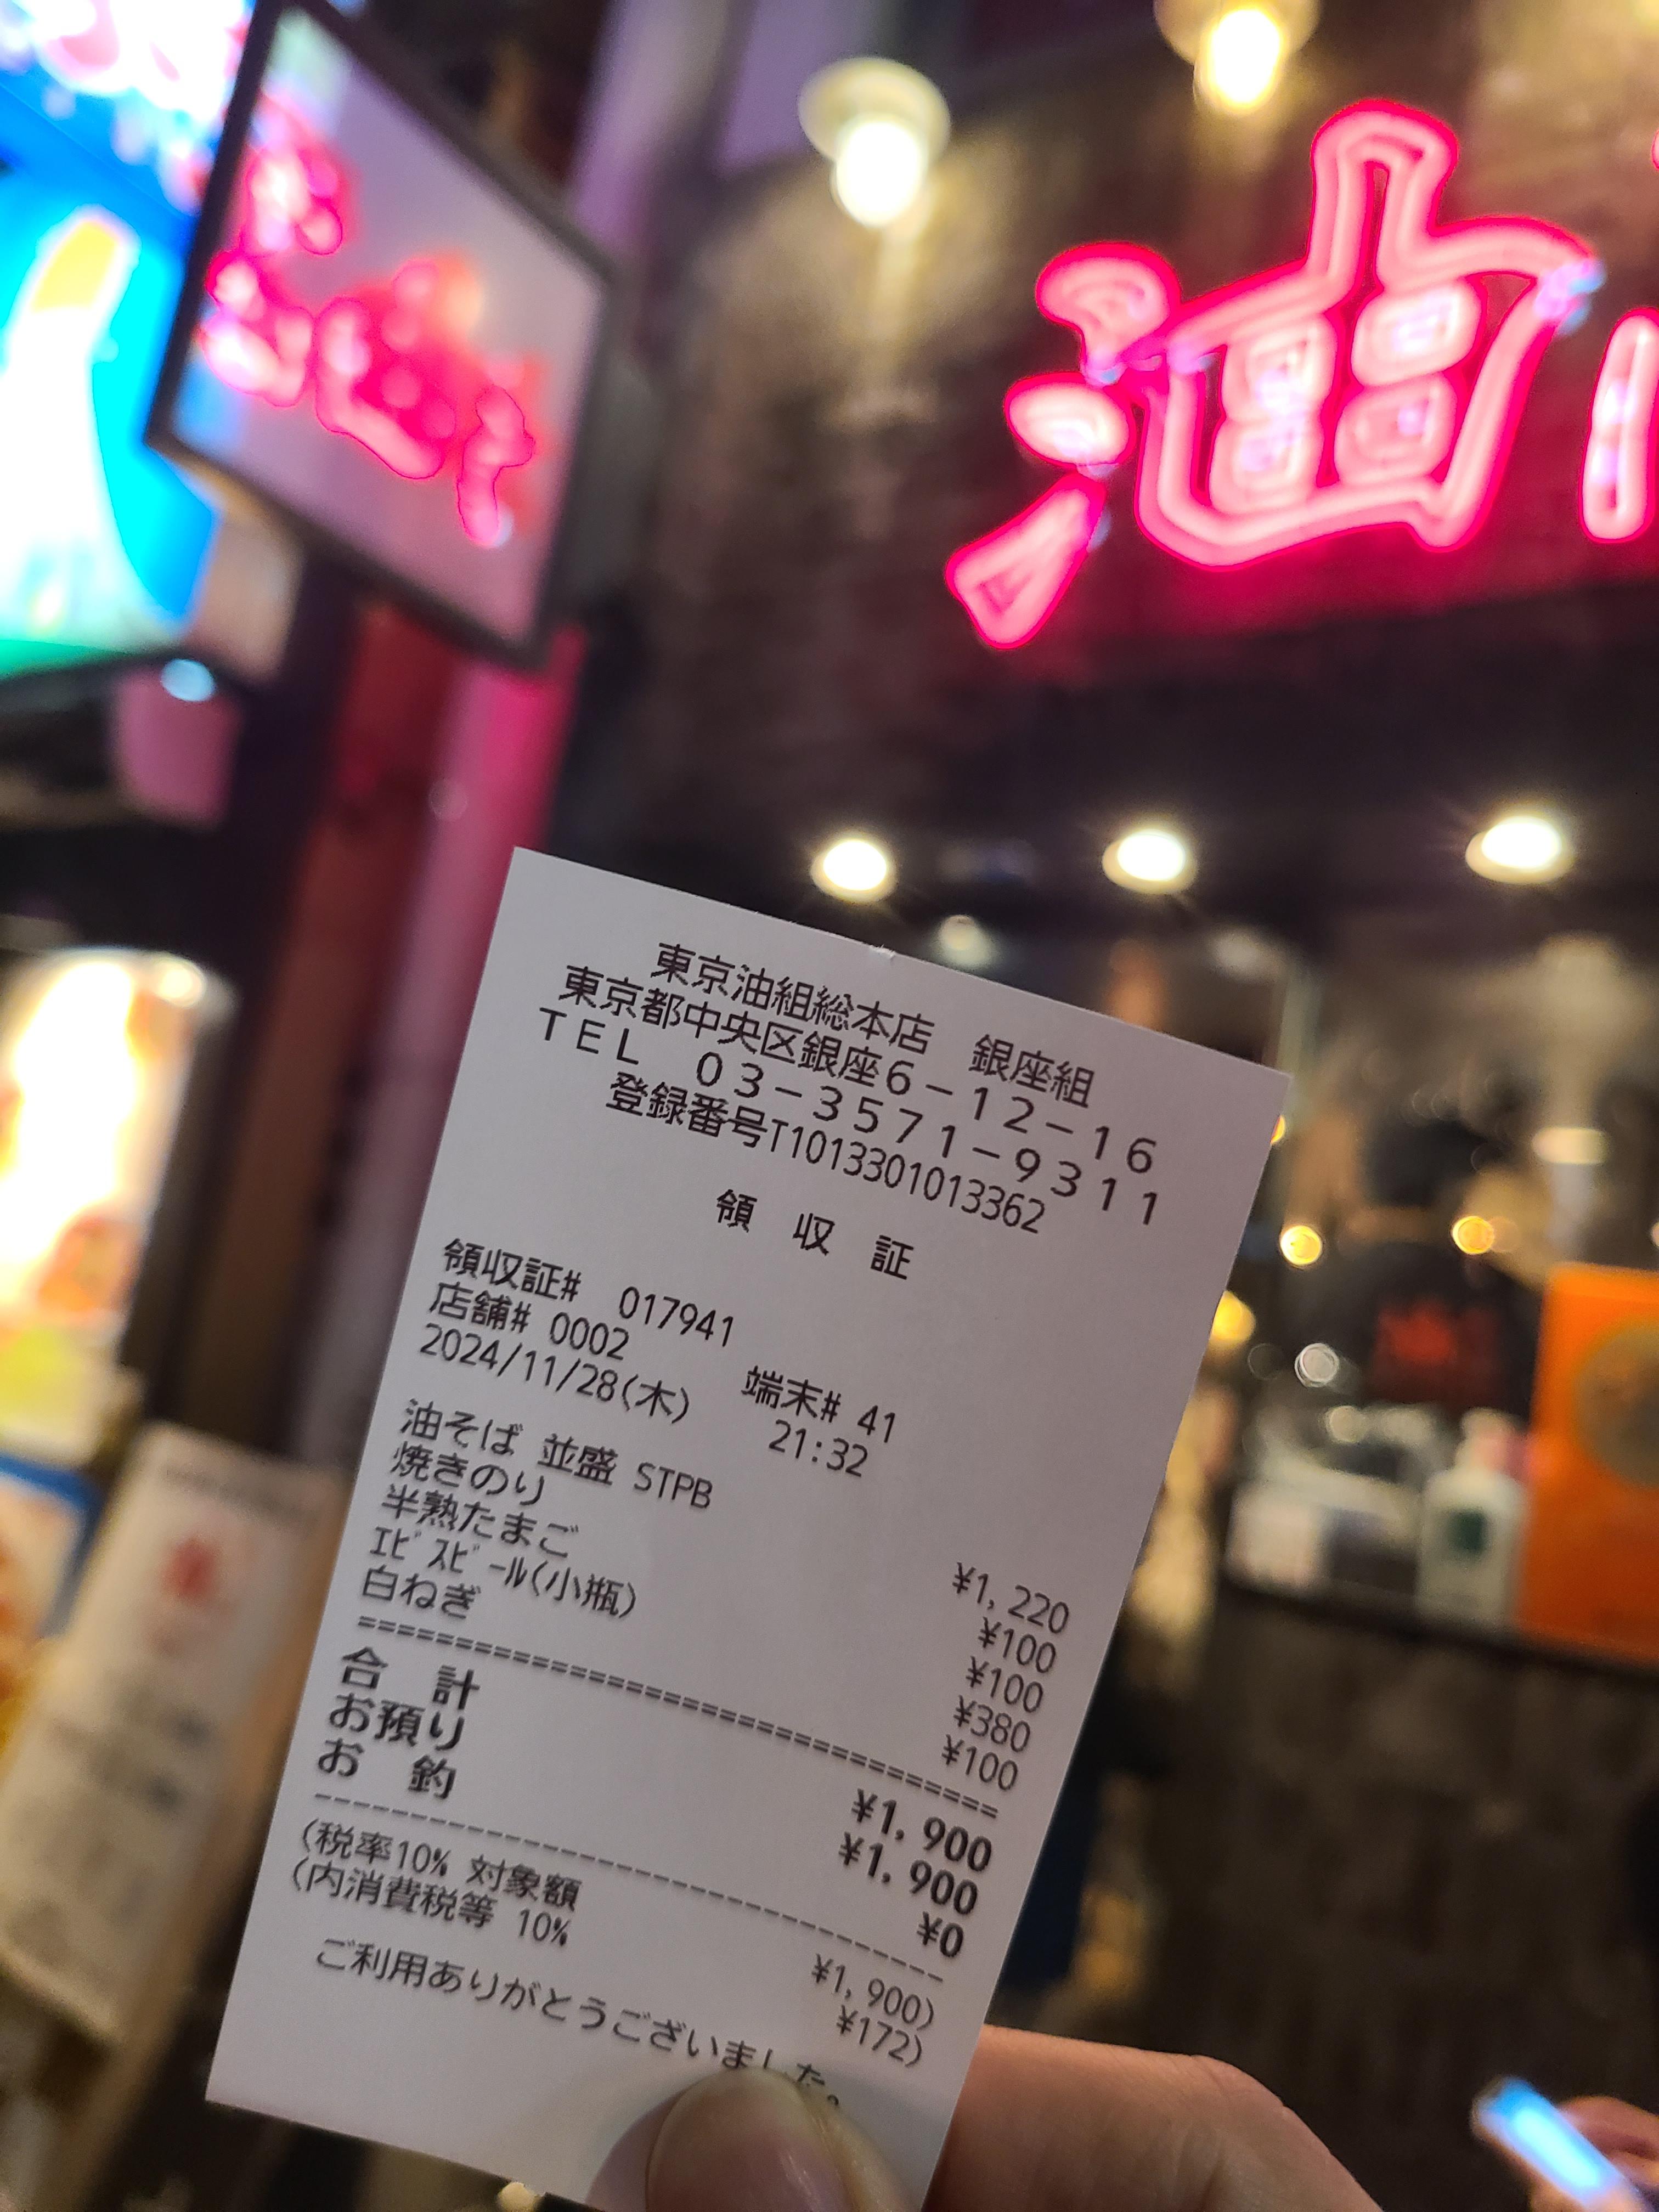 油
東京油組総本店　銀座組
東京都中央区銀座6－12－16
TEL　03－3571－9311
登録番号T1013301013362
領　収　証
領収証#　017941
店舗# 0002　端末# 41
2024/11/28(木)　21:32
油そば 並盛 STPB　¥1,220
焼きのり　¥100
半熟たまご　¥100
ｴﾋﾞｽﾋﾞｰﾙ(小瓶)　¥380
白ねぎ　¥100
================================
合　計　¥1,900
お預り　¥1,900
お　釣　¥0
--------------------------------
(税率10% 対象額　¥1,900)
(内消費税等 10%　¥172)
ご利用ありがとうございました。